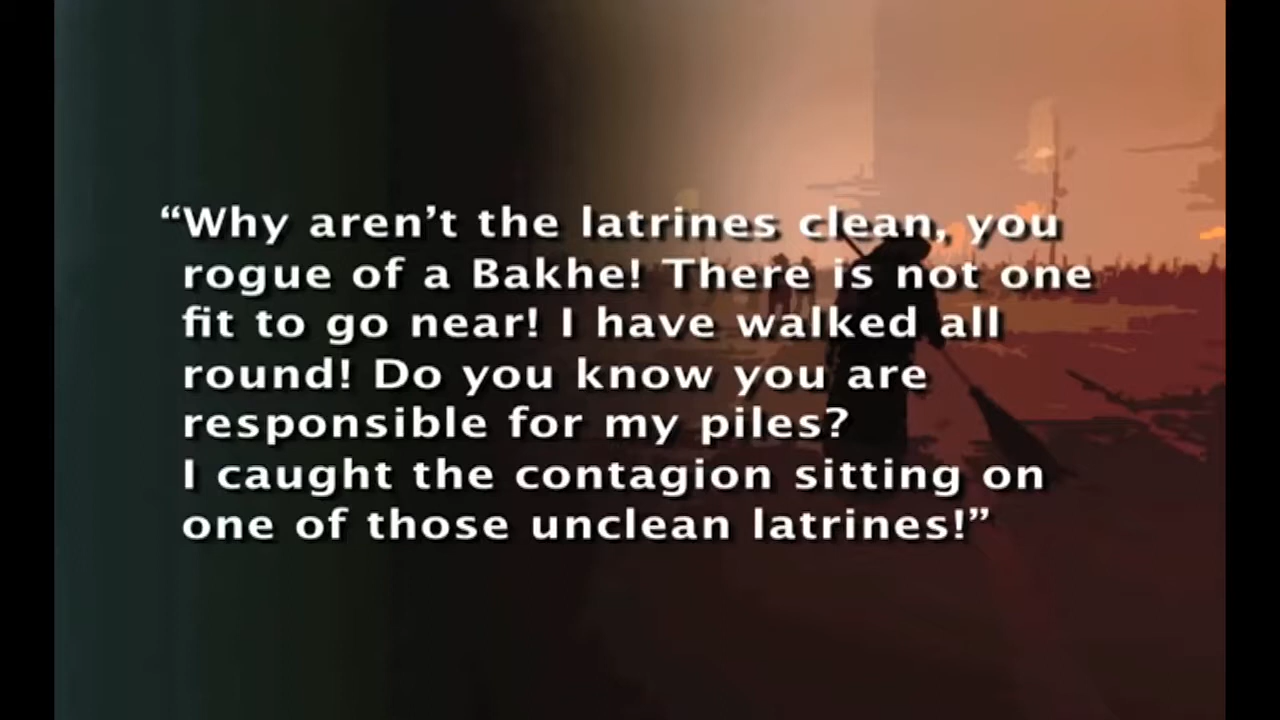 “Why aren’t the latrines clean, you
rogue of a Bakhe! There is not one
fit to go near! I have walked all
round! Do you know you are
responsible for my piles?
I caught the contagion sitting on
one of those unclean latrines!”